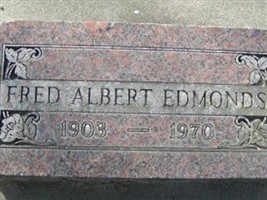 FRED ALBERT EDMONDS
1903 — 1970